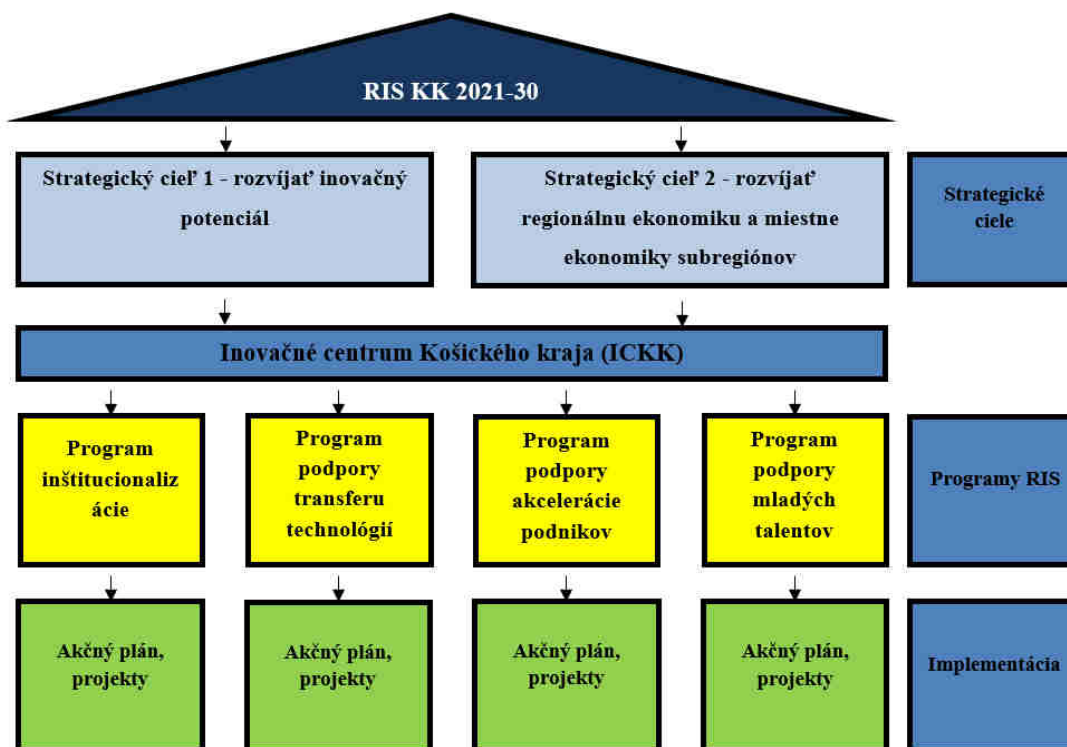 RIS KK 2021-30
Strategický cieľ 1 - rozvíjať inovačný
potenciál
Strategický cieľ 2 - rozvíjať
regionálnu ekonomiku a miestne
ekonomiky subregiónov
Strategické
ciele
Inovačné centrum Košického kraja (ICKK)
Program
inštitucionaliz
ácie
Program
podpory
transferu
technológií
Program
podpory
akcelerácie
podnikov
Program
podpory
mladých
talentov
Programy RIS
Akčný plán,
projekty
Akčný plán,
projekty
Akčný plán,
projekty
Akčný plán,
projekty
Implementácia